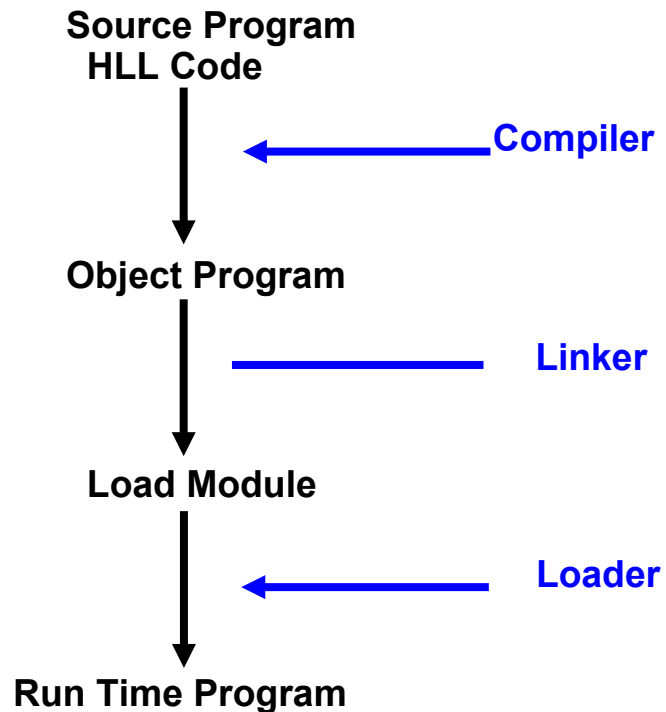 Source Program
HLL Code
Compiler
Object Program
Linker
Load Module
Loader
Run Time Program